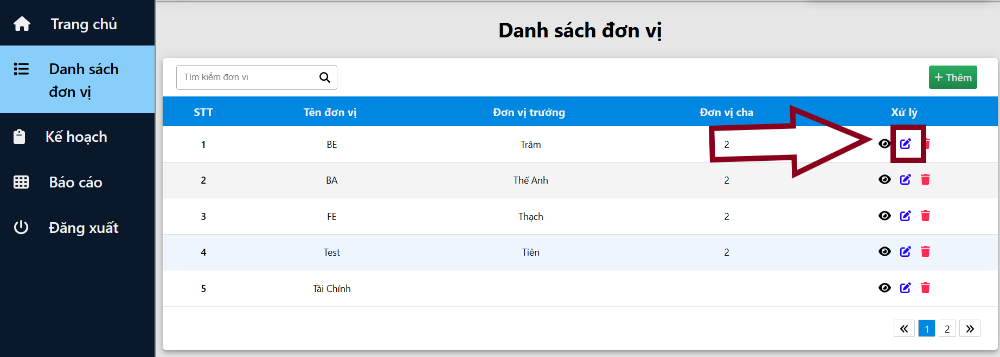 Trang chủ
Danh sách
đơn vị
Kế hoạch
Báo cáo
Đăng xuất
Danh sách đơn vị
Tìm kiếm đơn vị
+ Thêm
STT Tên đơn vị Đơn vị trưởng Đơn vị cha Xử lý
1 BE Trâm 2
2 BA Thế Anh 2
3 FE Thạch 2
4 Test Tiên 2
5 Tài Chính
« 1 2 »